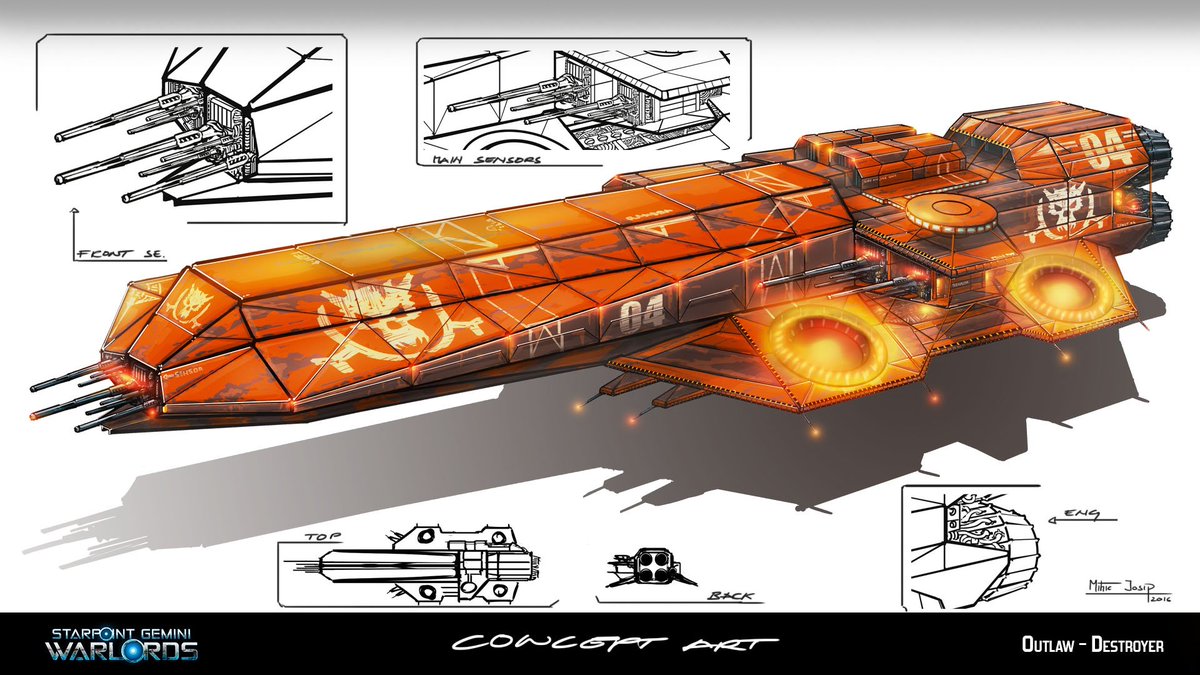 MAIN SENSORS
FRONT SE.
04
04
TOP
BACK
ENG
Mitic Josip
2016
STARPOINT GEMINI
WARLORDS
CONCEPT ART
OUTLAW - DESTROYER